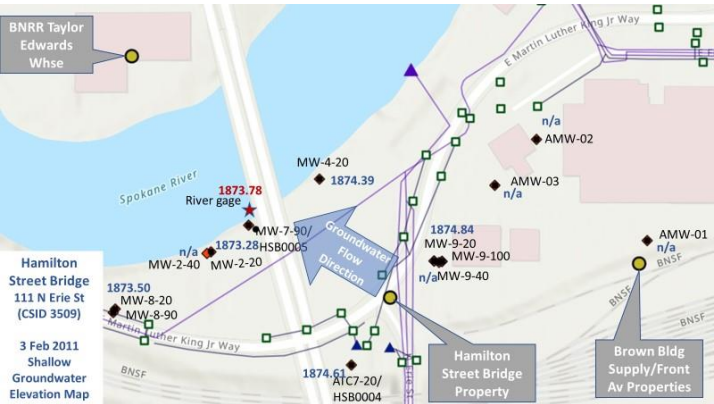 BNRR Taylor
Edwards
Whse
E Martin Luther King Jr Way
n/a
AMW-02
MW-4-20
1874.39
AMW-03
n/a
Spokane River
1873.78
River gage
MW-7-90/
HSB0005
Groundwater
Flow
Direction
1874.84
MW-9-20
MW-9-100
n/a
MW-9-40
AMW-01
n/a
n/a
1873.28
MW-2-40
MW-2-20
Hamilton
Street Bridge
111 N Erie St
(CSID 3509)
3 Feb 2011
Shallow
Groundwater
Elevation Map
1873.50
MW-8-20
MW-8-90
Martin Luther King Jr Way
BNSF
BNSF
BNSF
BNSF
1874.61
ATC7-20/
HSB0004
Hamilton
Street Bridge
Property
Brown Bldg
Supply/Front
Av Properties